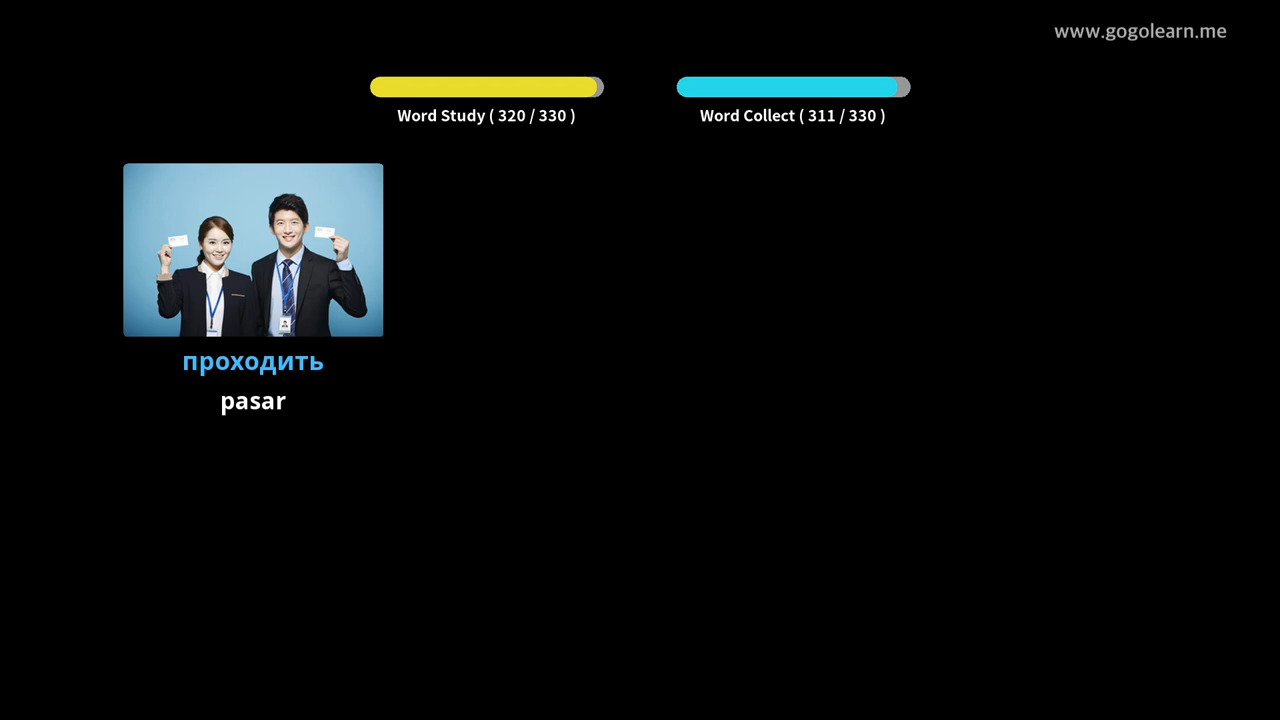 www.gogolearn.me
Word Study ( 320 / 330 )
Word Collect ( 311 / 330 )
проходить
pasar